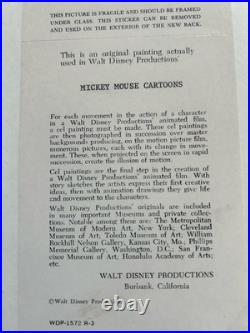 THIS PICTURE IS FRAGILE AND SHOULD BE FRAMED
UNDER GLASS. THIS STICKER CAN BE REMOVED
AND USED ON THE EXTERIOR OF THE NEW BACK.
This is an original painting actually
used in Walt Disney Productions'
MICKEY MOUSE CARTOONS
For each movement in the action of a character
in a Walt Disney Productions' animated film,
a cel painting must be made. These cel paintings
are then photographed in succession over master
backgrounds producing, on the motion picture film,
numerous pictures, each with its change in move-
ment. These, when projected on the screen in rapid
succession, create the illusion of motion.
Cel paintings are the final step in the creation of
a Walt Disney Productions' animated film. With
story sketches the artists express their first creative
ideas, then with animation drawings they give life
and movement to the character.
Walt Disney Productions' originals are included
in many important Museums and private collec-
tions. Notable among these are: The Metropolitan
Museum of Modern Art, New York; Cleveland
Museum of Art, Toledo Museum of Art; William
Rockhill Nelson Gallery, Kansas City, Mo.; Phillips
Memorial Gallery, Washington, D.C.; San Fran-
cisco Museum of Art; Honolulu Academy of Arts;
etc.
WALT DISNEY PRODUCTIONS
Burbank, California
©Walt Disney Productions
WDP-1572 R-3